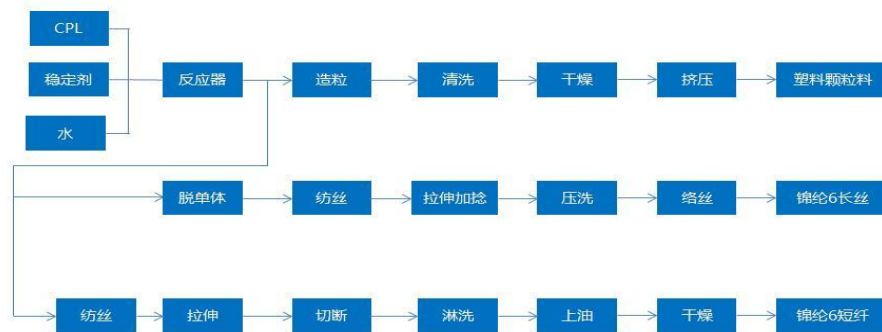 CPL
稳定剂
水
反应器
造粒
清洗
干燥
挤压
塑料颗粒料
脱单体
纺丝
拉伸加捻
压洗
络丝
锦纶6长丝
纺丝
拉伸
切断
淋洗
上油
干燥
锦纶6短纤